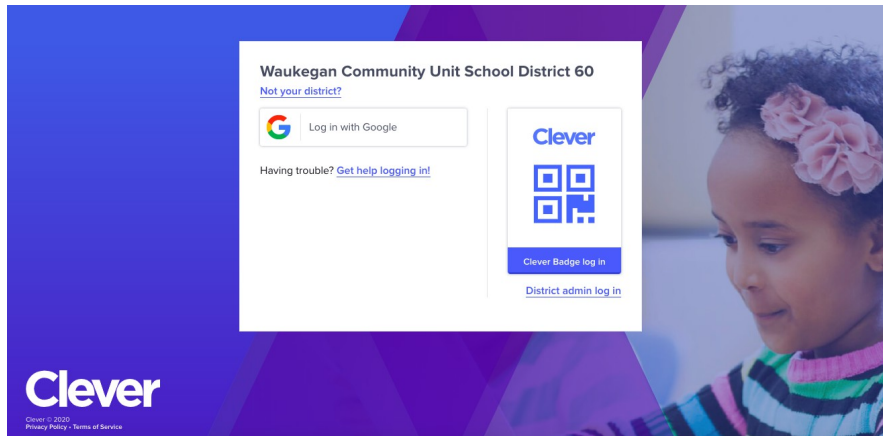 Waukegan Community Unit School District 60
Not your district?
Log in with Google
Having trouble? Get help logging in!
Clever
Clever Badge log in
District admin log in
Clever
Clever © 2020
Privacy Policy - Terms of Service